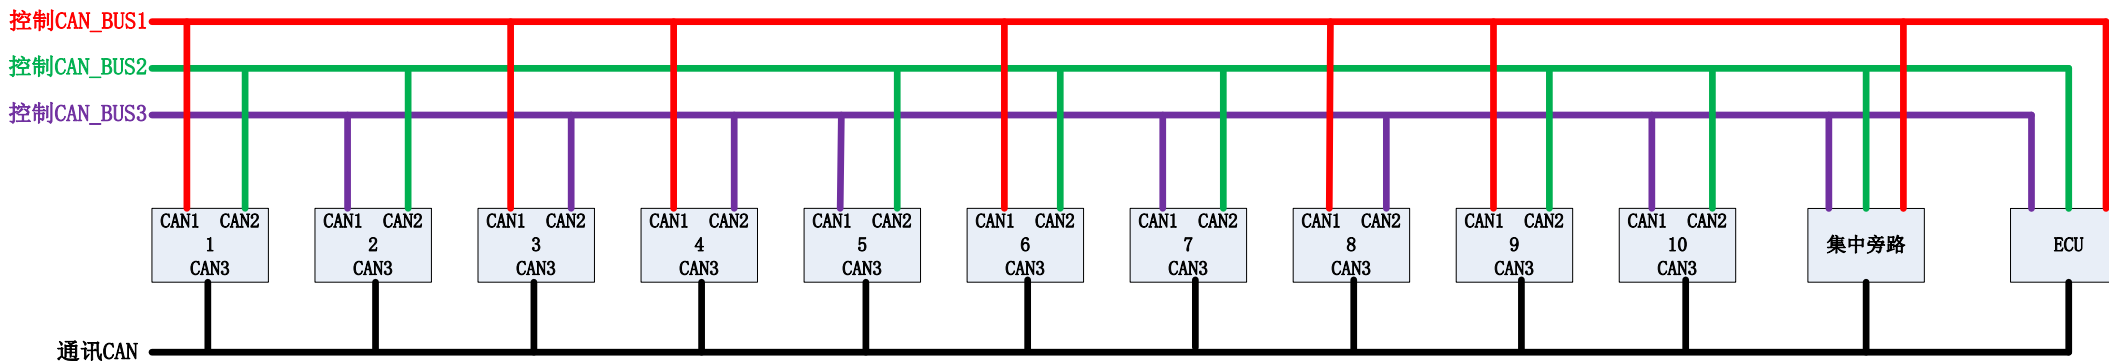 控制CAN_BUS1
控制CAN_BUS2
控制CAN_BUS3
CAN1 CAN2 CAN1 CAN2 CAN1 CAN2 CAN1 CAN2 CAN1 CAN2 CAN1 CAN2 CAN1 CAN2 CAN1 CAN2 CAN1 CAN2 CAN1 CAN2
1 2 3 4 5 6 7 8 9 10 集中旁路 ECU
CAN3 CAN3 CAN3 CAN3 CAN3 CAN3 CAN3 CAN3 CAN3 CAN3
通讯CAN